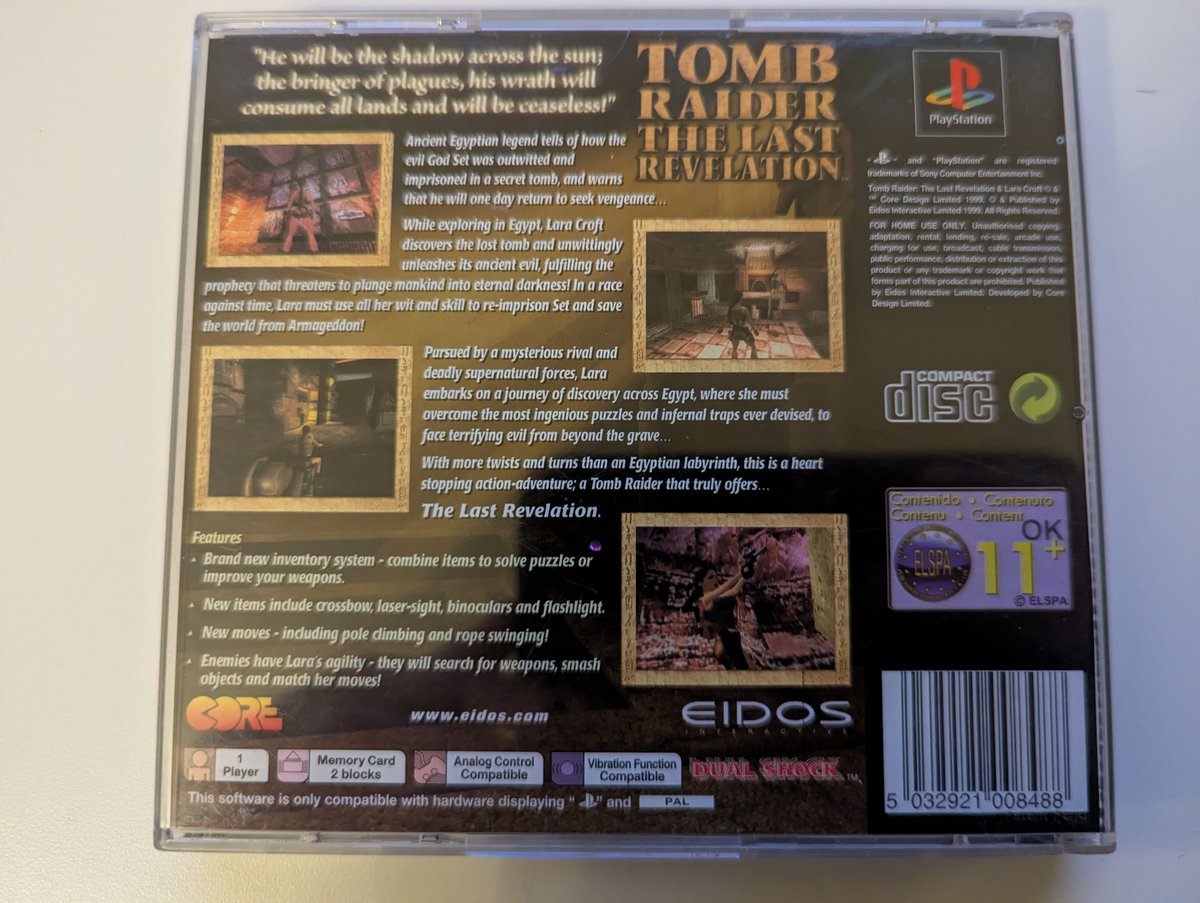 "He will be the shadow across the sun;
the bringer of plagues, his wrath will
consume all lands and will be ceaseless!"
TOMB
RAIDER
THE LAST
REVELATION
PlayStation
Ancient Egyptian legend tells of how the
evil God Set was outwitted and
imprisoned in a secret tomb, and warns
that he will one day return to seek vengeance...
While exploring in Egypt, Lara Croft
discovers the lost tomb and unwittingly
unleashes its ancient evil, fulfilling the
prophecy that threatens to plunge mankind into eternal darkness! In a race
against time, Lara must use all her wit and skill to re-imprison Set and save
the world from Armageddon!
Pursued by a mysterious rival and
deadly supernatural forces, Lara
embarks on a journey of discovery across Egypt, where she must
overcome the most ingenious puzzles and infernal traps ever devised, to
face terrifying evil from beyond the grave...
With more twists and turns than an Egyptian labyrinth, this is a heart
stopping action-adventure; a Tomb Raider that truly offers...
The Last Revelation.
Features
Brand new inventory system - combine items to solve puzzles or
improve your weapons.
New items include crossbow, laser-sight, binoculars and flashlight.
New moves - including pole climbing and rope swinging!
Enemies have Lara's agility - they will search for weapons, smash
objects and match her moves!
CORE
www.eidos.com
EIDOS
INTERACTIVE
1
Player
Memory Card
2 blocks
Analog Control
Compatible
Vibration Function
Compatible
DUAL SHOCK™
This software is only compatible with hardware displaying " " and PAL
" " and "PlayStation" are registered
trademarks of Sony Computer Entertainment Inc.
Tomb Raider: The Last Revelation & Lara Croft © &
™ Core Design Limited 1999. © & Published by
Eidos Interactive Limited 1999. All Rights Reserved.
FOR HOME USE ONLY. Unauthorised copying,
adaptation, rental, lending, re-sale, arcade use,
charging for use, broadcast, cable transmission,
public performance, distribution or extraction of this
product or any trademark or copyright work that
forms part of this product are prohibited. Published
by Eidos Interactive Limited. Developed by Core
Design Limited.
COMPACT
disc
Contenido • Contenuto
Contenu • Content
OK
ELSPA
11+
© ELSPA
5 032921 008488